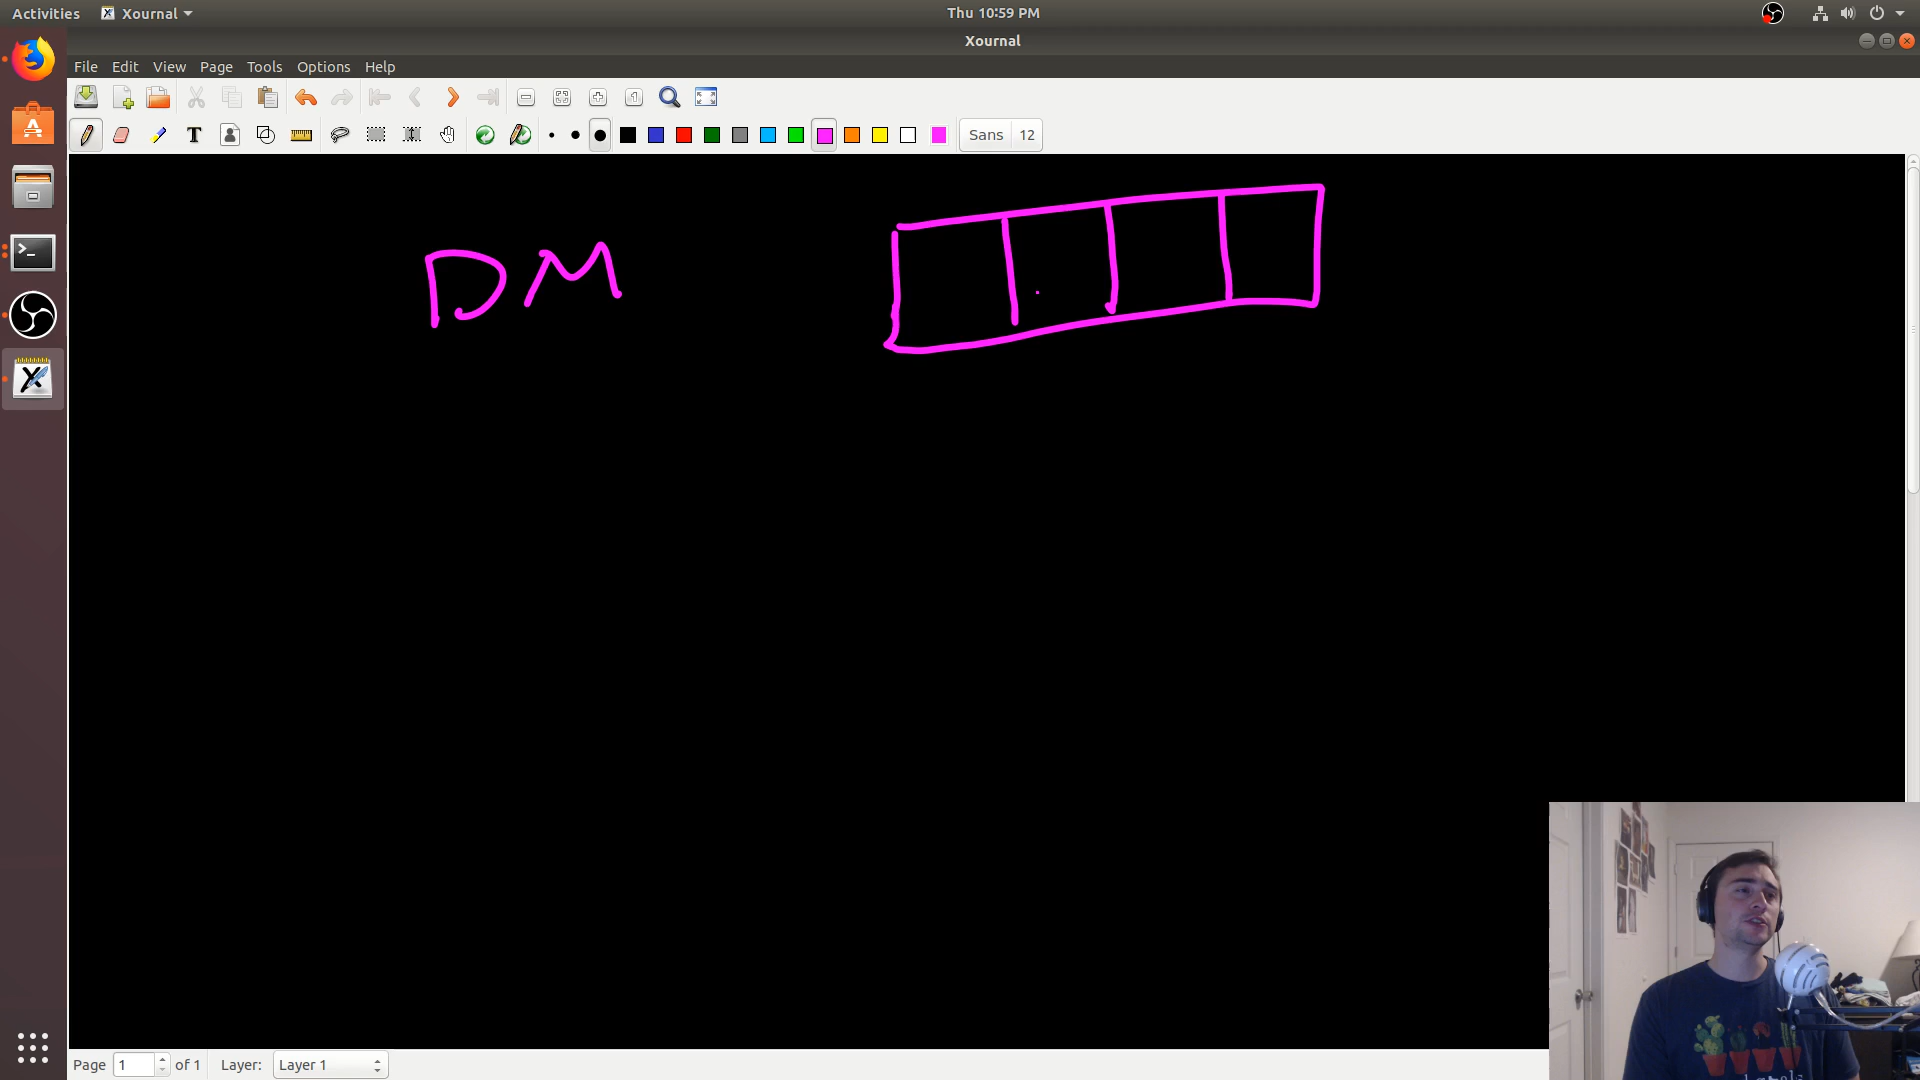 Activities Xournal Thu 10:59 PM
Xournal
File Edit View Page Tools Options Help
T Sans 12
DM
Page 1 of 1 Layer: Layer 1